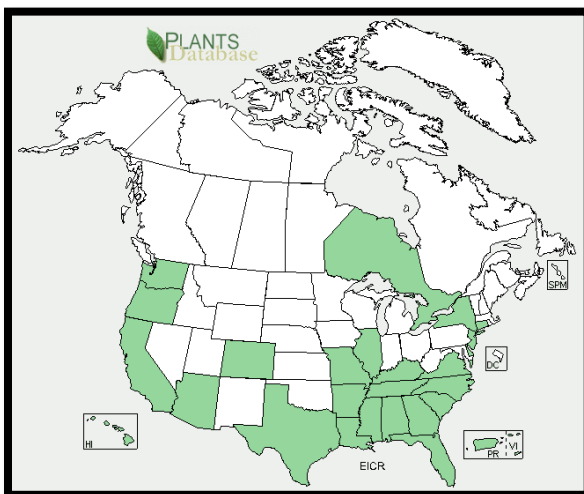 PLANTS
Database
SPM
DC
HI
PR
VI
EICR